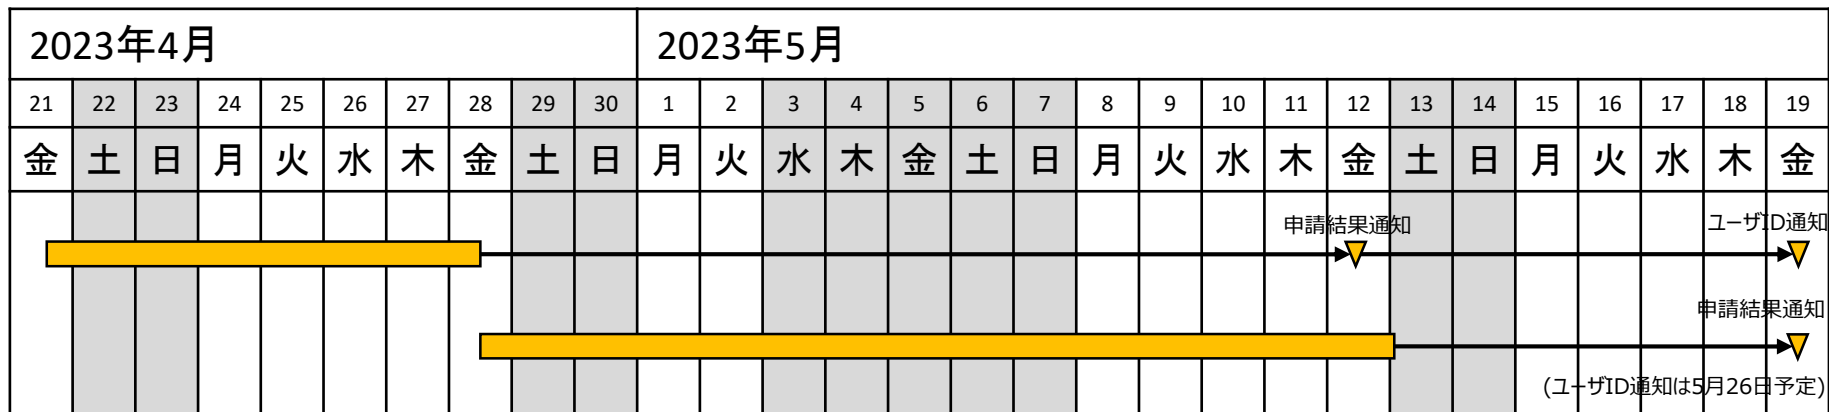 2023年4月 2023年5月
21 22 23 24 25 26 27 28 29 30 1 2 3 4 5 6 7 8 9 10 11 12 13 14 15 16 17 18 19
金 土 日 月 火 水 木 金 土 日 月 火 水 木 金 土 日 月 火 水 木 金 土 日 月 火 水 木 金
申請結果通知 ユーザID通知
申請結果通知
(ユーザID通知は5月26日予定)